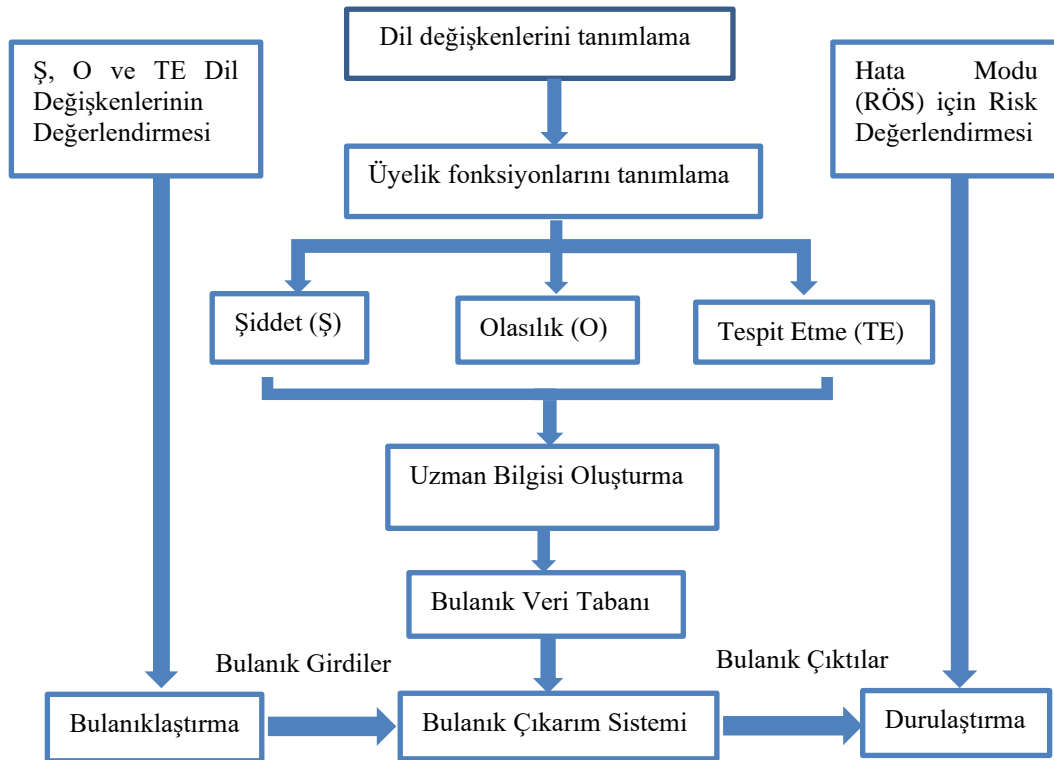 Dil değişkenlerini tanımlama
Ş, O ve TE Dil
Değişkenlerinin
Değerlendirmesi
Hata Modu
(RÖS) için Risk
Değerlendirmesi
Üyelik fonksiyonlarını tanımlama
Şiddet (Ş)
Olasılık (O)
Tespit Etme (TE)
Uzman Bilgisi Oluşturma
Bulanık Veri Tabanı
Bulanık Girdiler
Bulanık Çıktılar
Bulanıklaştırma
Bulanık Çıkarım Sistemi
Durulaştırma